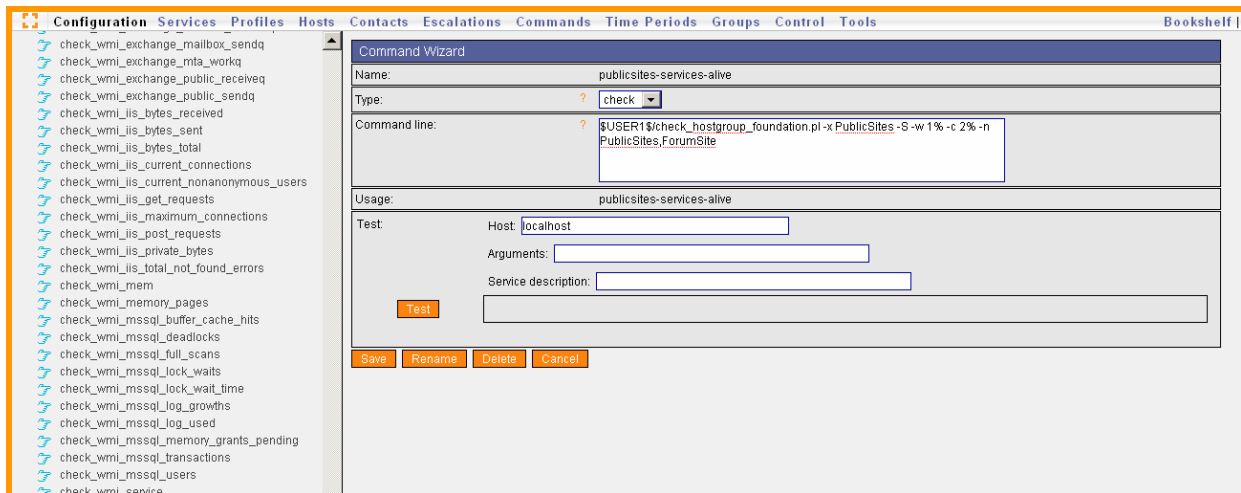 Configuration Services Profiles Hosts Contacts Escalations Commands Time Periods Groups Control Tools Bookshelf |
check_wmi_exchange_mailbox_sendq
check_wmi_exchange_mta_workq
check_wmi_exchange_public_receiveq
check_wmi_exchange_public_sendq
check_wmi_iis_bytes_received
check_wmi_iis_bytes_sent
check_wmi_iis_bytes_total
check_wmi_iis_current_connections
check_wmi_iis_current_nonanonymous_users
check_wmi_iis_get_requests
check_wmi_iis_maximum_connections
check_wmi_iis_post_requests
check_wmi_iis_private_bytes
check_wmi_iis_total_not_found_errors
check_wmi_mem
check_wmi_memory_pages
check_wmi_mssql_buffer_cache_hits
check_wmi_mssql_deadlocks
check_wmi_mssql_full_scans
check_wmi_mssql_lock_waits
check_wmi_mssql_lock_wait_time
check_wmi_mssql_log_growths
check_wmi_mssql_log_used
check_wmi_mssql_memory_grants_pending
check_wmi_mssql_transactions
check_wmi_mssql_users
check_wmi_service
Command Wizard
Name: publicsites-services-alive
Type: ? check
Command line: ? $USER1$/check_hostgroup_foundation.pl -x PublicSites -S -w 1% -c 2% -n
PublicSites,ForumSite
Usage: publicsites-services-alive
Test: Host: localhost
Arguments:
Service description:
Test
Save Rename Delete Cancel